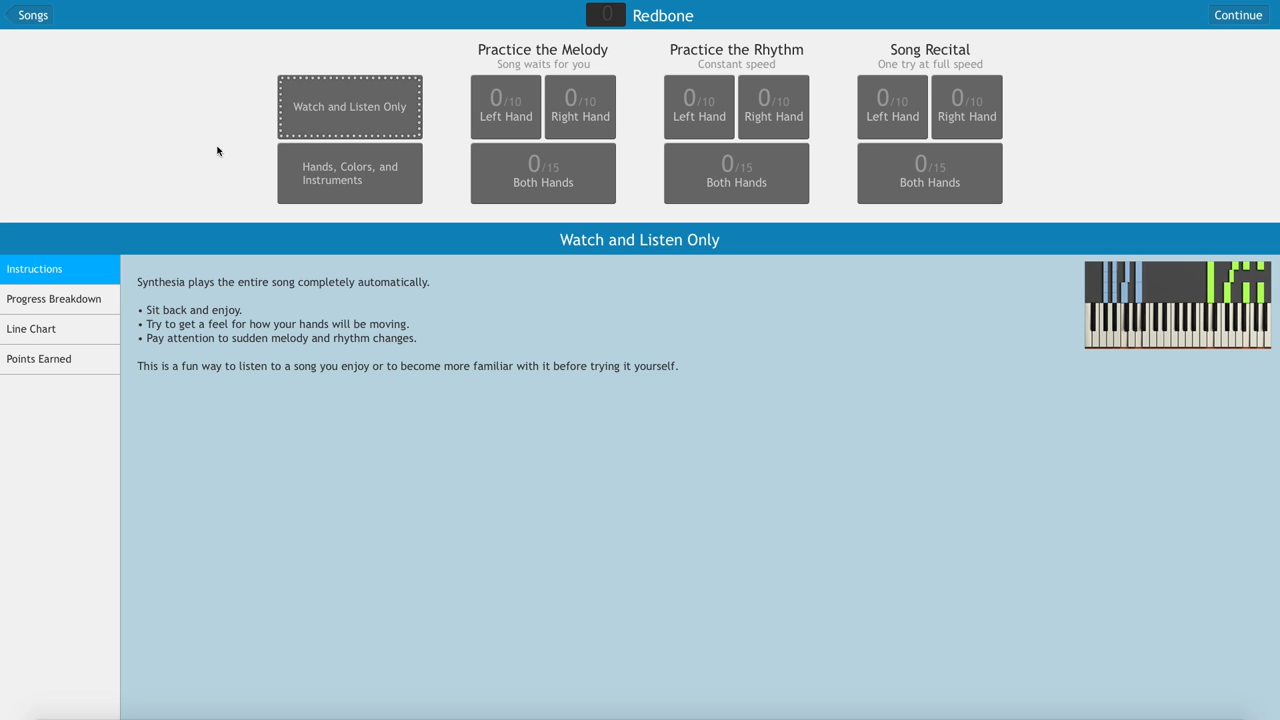 Songs
0
Redbone
Continue
Practice the Melody
Song waits for you
Practice the Rhythm
Constant speed
Song Recital
One try at full speed
Watch and Listen Only
0/10
Left Hand
0/10
Right Hand
0/10
Left Hand
0/10
Right Hand
0/10
Left Hand
0/10
Right Hand
Hands, Colors, and
Instruments
0/15
Both Hands
0/15
Both Hands
0/15
Both Hands
Watch and Listen Only
Instructions
Progress Breakdown
Line Chart
Points Earned
Synthesia plays the entire song completely automatically.
• Sit back and enjoy.
• Try to get a feel for how your hands will be moving.
• Pay attention to sudden melody and rhythm changes.
This is a fun way to listen to a song you enjoy or to become more familiar with it before trying it yourself.